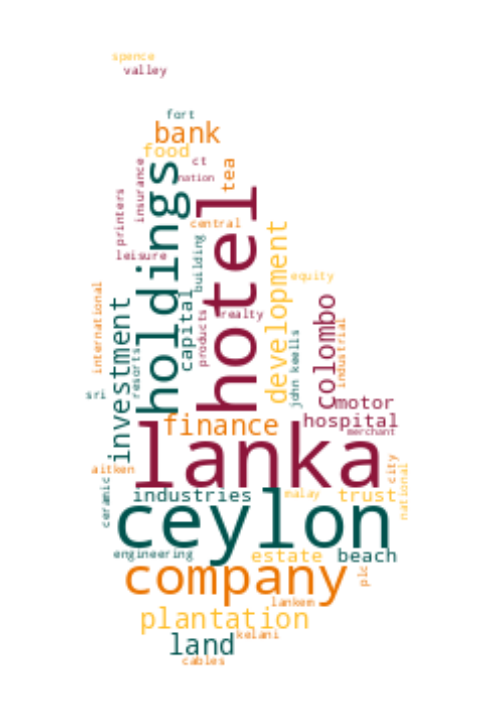 spence
valley
fort
bank
food
ct
tea
nation
insurance
printers
holdings
hotel
central
leisure
building
development
equity
international
investment
resorts
capital
products
realty
colombo
industrial
john keells
sri
motor
finance
hospital
merchant
lanka
aitken
city
ceramic
industries
malay
trust
national
ceylon
engineering
estate
beach
company
plc
lankem
plantation
kelani
land
cables